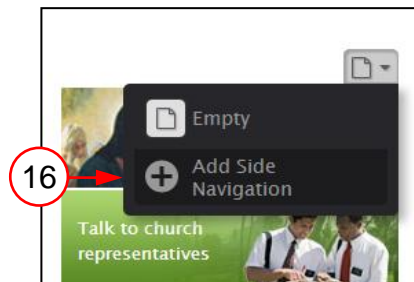 Empty
16
Add Side
Navigation
Talk to church
representatives